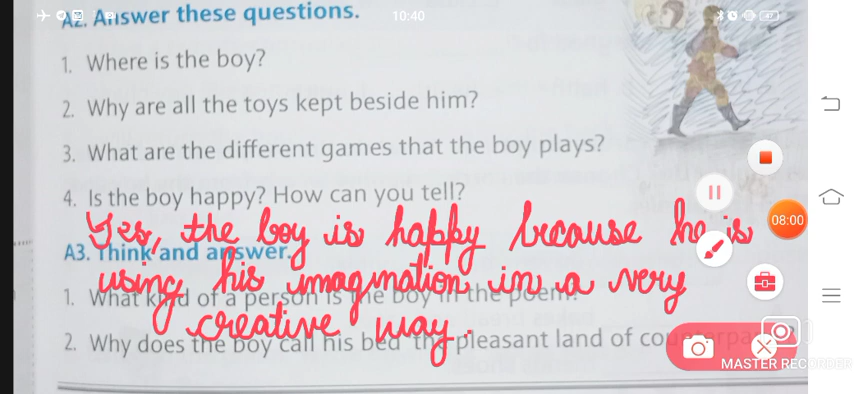 10:40
47
A2. Answer these questions.
1. Where is the boy?
2. Why are all the toys kept beside him?
3. What are the different games that the boy plays?
4. Is the boy happy? How can you tell?
Yes, the boy is happy because he is
08:00
A3. Think and answer.
using his imagination in a very
1. What kind of a person is the boy in the poem?
creative way.
2. Why does the boy call his bed the pleasant land of counterpane?
MASTER RECORDER